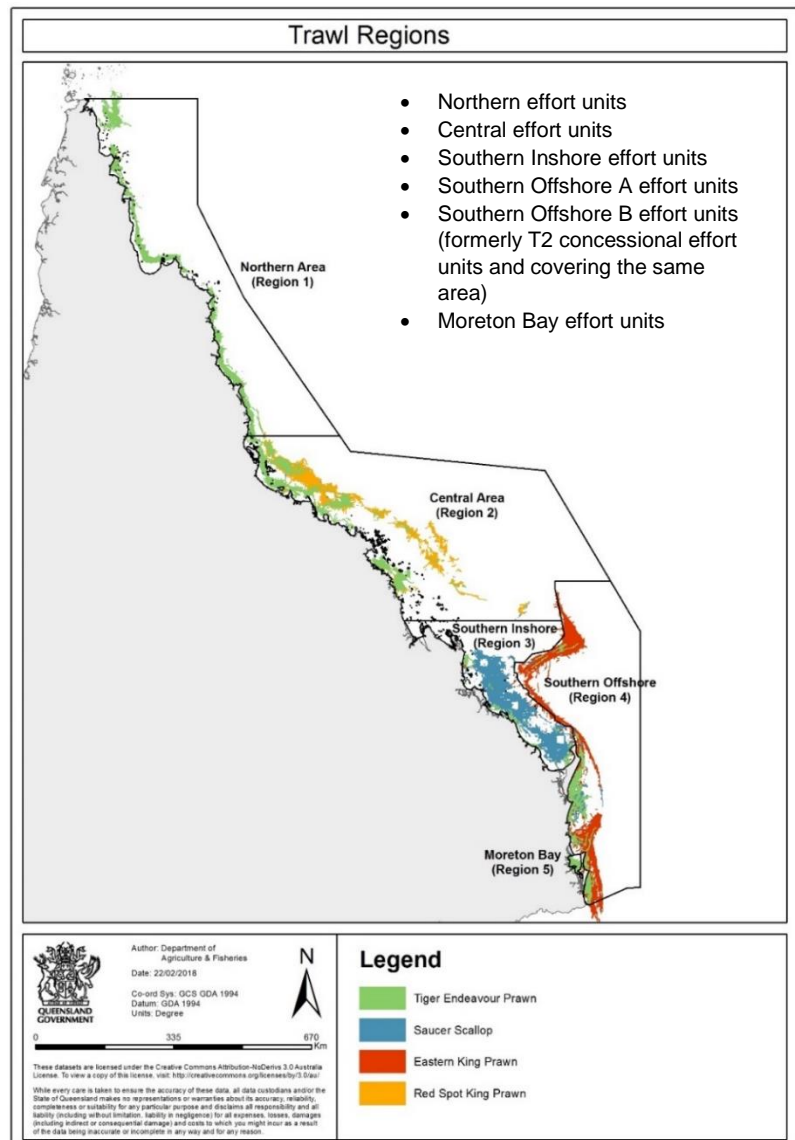 Trawl Regions
• Northern effort units
• Central effort units
• Southern Inshore effort units
• Southern Offshore A effort units
• Southern Offshore B effort units
(formerly T2 concessional effort
units and covering the same
area)
• Moreton Bay effort units
Northern Area
(Region 1)
Central Area
(Region 2)
Southern Inshore
(Region 3)
Southern Offshore
(Region 4)
Moreton Bay
(Region 5)
QUEENSLAND
GOVERNMENT
Author: Department of
Agriculture & Fisheries
Date: 22/02/2018
Co-ord Sys: GCS GDA 1994
Datum: GDA 1994
Units: Degree
N
0 335 670
Km
These datasets are licensed under the Creative Commons Attribution-NoDerivs 3.0 Australia
License. To view a copy of this license, visit: http://creativecommons.org/licenses/by/3.0/au/
While every care is taken to ensure the accuracy of these data, all data custodians and/or the
State of Queensland makes no representations or warranties about its accuracy, reliability,
completeness or suitability for any particular purpose and disclaims all responsibility and all
liability (including without limitation, liability in negligence) for all expenses, losses, damages
(including indirect or consequential damage) and costs to which you might incur as a result
of the data being inaccurate or incomplete in any way and for any reason.
Legend
Tiger Endeavour Prawn
Saucer Scallop
Eastern King Prawn
Red Spot King Prawn